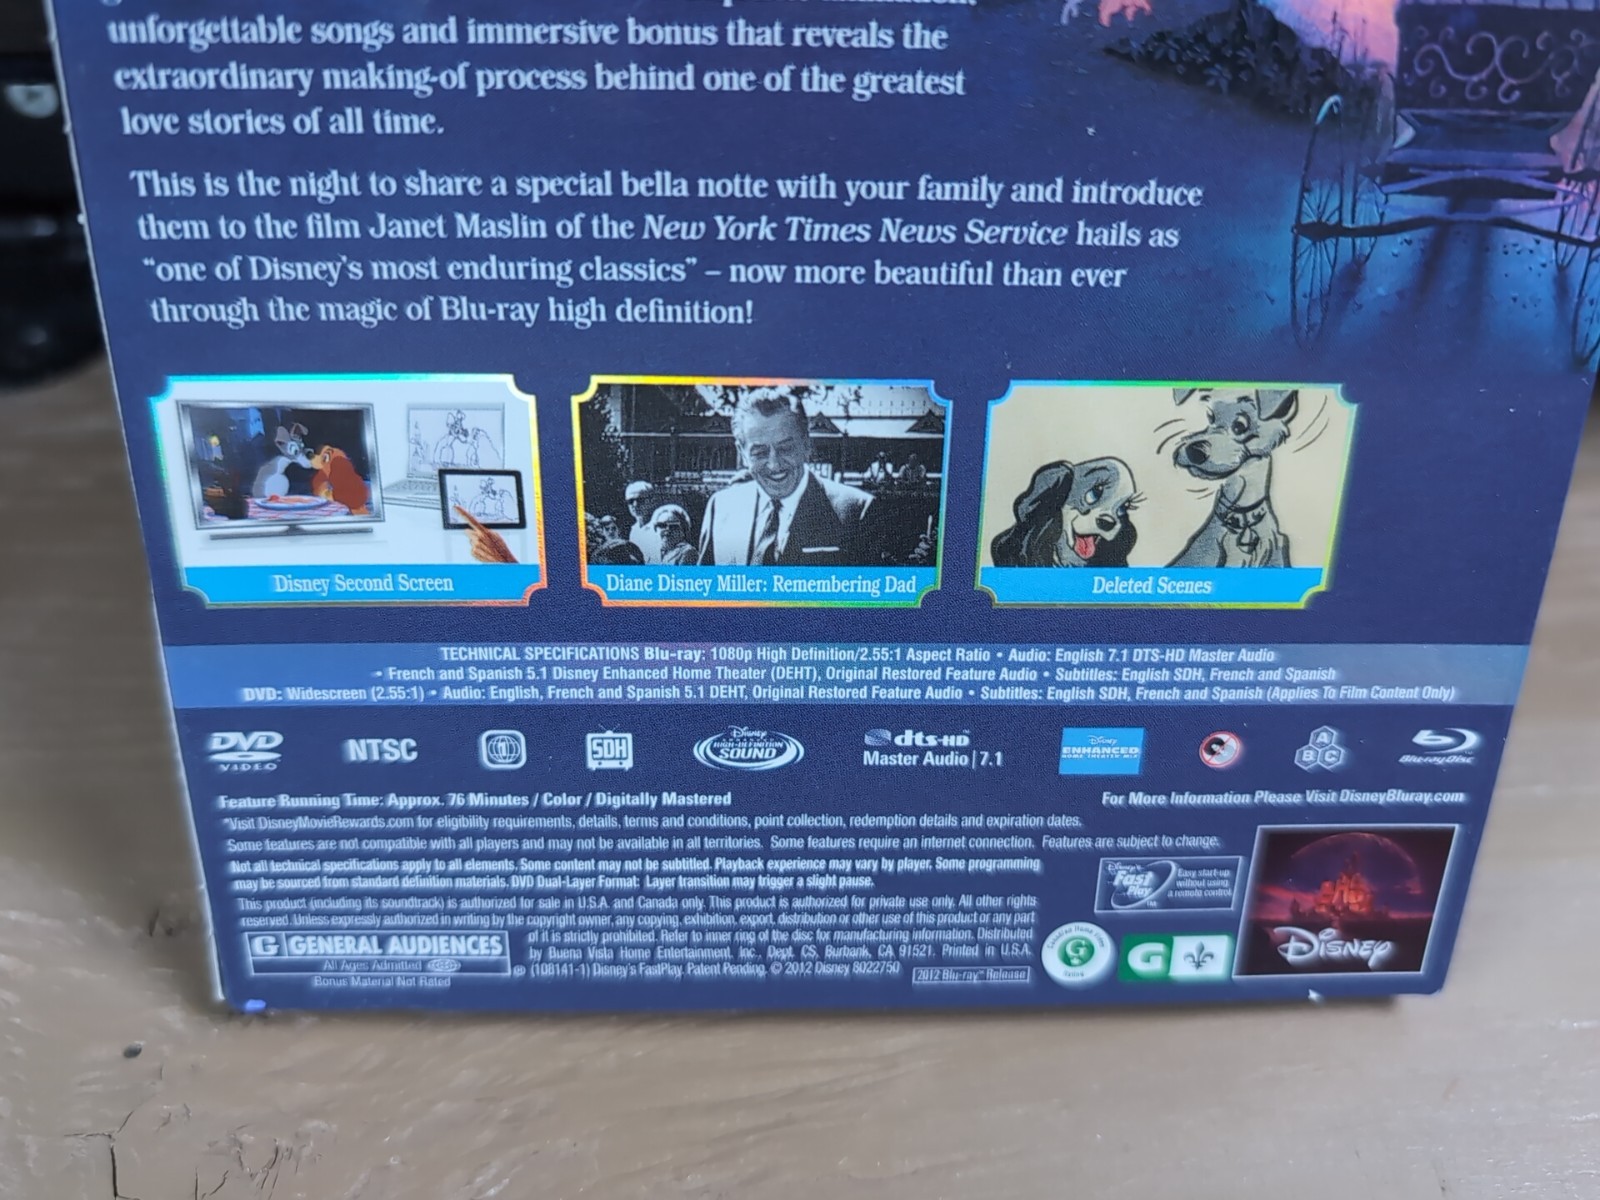 unforgettable songs and immersive bonus that reveals the
extraordinary making-of process behind one of the greatest
love stories of all time.
This is the night to share a special bella notte with your family and introduce
them to the film Janet Maslin of the New York Times News Service hails as
“one of Disney's most enduring classics” – now more beautiful than ever
through the magic of Blu-ray high definition!
Disney Second Screen
Diane Disney Miller: Remembering Dad
Deleted Scenes
TECHNICAL SPECIFICATIONS Blu-ray: 1080p High Definition/2.55:1 Aspect Ratio • Audio: English 7.1 DTS-HD Master Audio
• French and Spanish 5.1 Disney Enhanced Home Theater (DEHT), Original Restored Feature Audio • Subtitles: English SDH, French and Spanish
DVD: Widescreen (2.55:1) • Audio: English, French and Spanish 5.1 DEHT, Original Restored Feature Audio • Subtitles: English SDH, French and Spanish (Applies To Film Content Only)
DVD VIDEO
NTSC
1
SDH
Disney ENHANCED HIGH-DEFINITION SOUND
dts-HD™ Master Audio | 7.1
Disney ENHANCED HOME THEATER MIX
A B C
Blu-ray Disc
Feature Running Time: Approx. 76 Minutes / Color / Digitally Mastered
For More Information Please Visit DisneyBluray.com
*Visit DisneyMovieRewards.com for eligibility requirements, details, terms and conditions, point collection, redemption details and expiration dates.
Some features are not compatible with all players and may not be available in all territories. Some features require an internet connection. Features are subject to change.
Not all technical specifications apply to all elements. Some content may not be subtitled. Playback experience may vary by player. Some programming
may be sourced from standard definition materials. DVD Dual-Layer Format: Layer transition may trigger a slight pause.
This product (including its soundtrack) is authorized for sale in U.S.A. and Canada only. This product is authorized for private use only. All other rights
reserved. Unless expressly authorized in writing by the copyright owner, any copying, exhibition, export, distribution or other use of this product or any part
of it is strictly prohibited. Refer to inner ring of the disc for manufacturing information. Distributed
by Buena Vista Home Entertainment, Inc., Dept. CS, Burbank, CA 91521. Printed in U.S.A.
(108141-1) Disney's FastPlay. Patent Pending. © 2012 Disney 8022750
2012 Blu-ray™ Release
G GENERAL AUDIENCES
All Ages Admitted
Bonus Material Not Rated
Disney's Fast Play™
Easy start-up
without using
a remote control
G
G
Disney